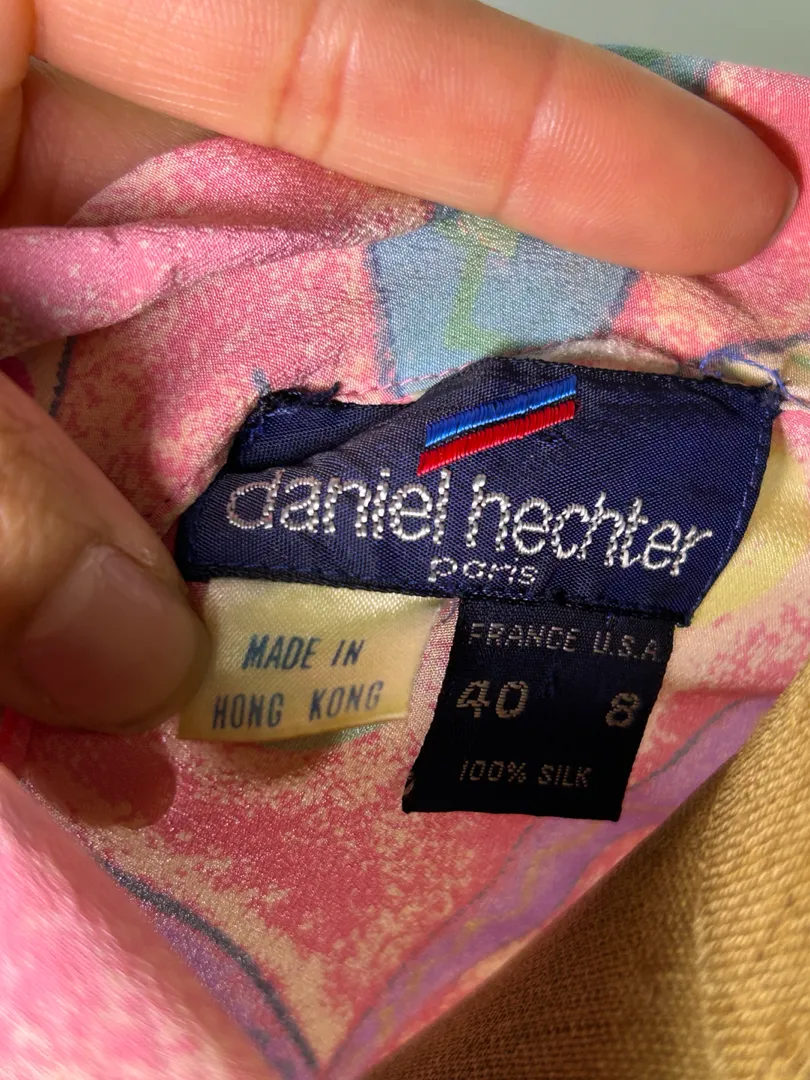 daniel hechter
paris
MADE IN
HONG KONG
FRANCE U.S.A
40 8
100% SILK